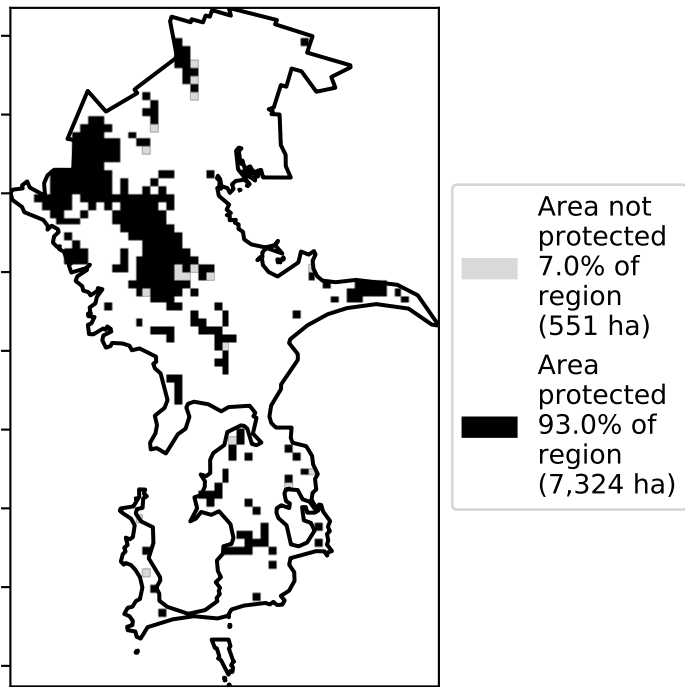 Area not
protected
7.0% of
region
(551 ha)
Area
protected
93.0% of
region
(7,324 ha)